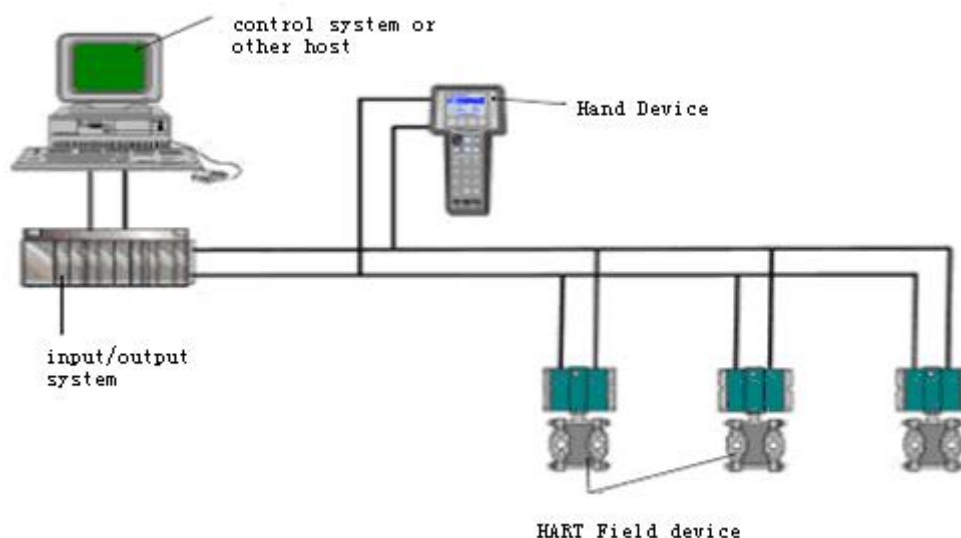 control system or
other host
Hand Device
input/output
system
HART Field device